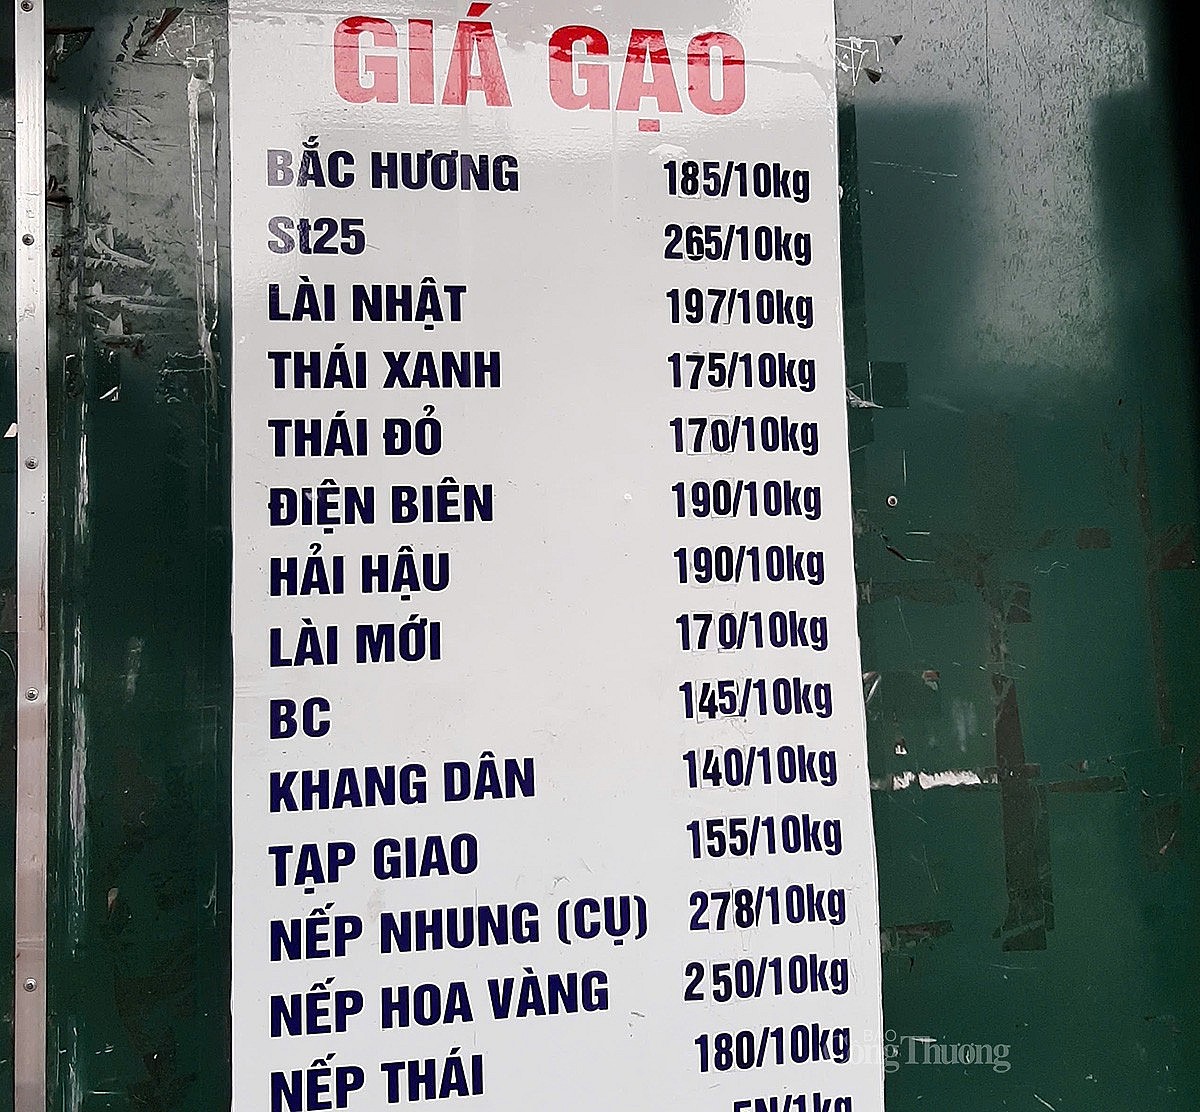 GIÁ GẠO
BẮC HƯƠNG 185/10kg
St25 265/10kg
LÀI NHẬT 197/10kg
THÁI XANH 175/10kg
THÁI ĐỎ 170/10kg
ĐIỆN BIÊN 190/10kg
HẢI HẬU 190/10kg
LÀI MỚI 170/10kg
BC 145/10kg
KHANG DÂN 140/10kg
TẠP GIAO 155/10kg
NẾP NHUNG (CỤ) 278/10kg
NẾP HOA VÀNG 250/10kg
NẾP THÁI 180/10kg
BÁO
Thương